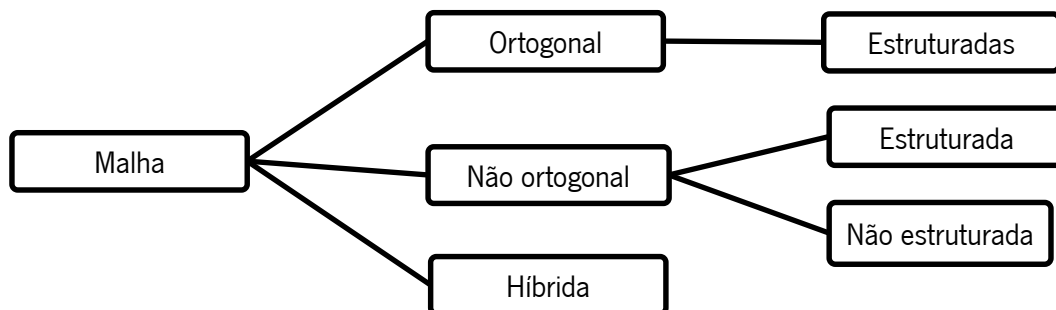 Ortogonal
Estruturadas
Malha
Não ortogonal
Estruturada
Não estruturada
Híbrida